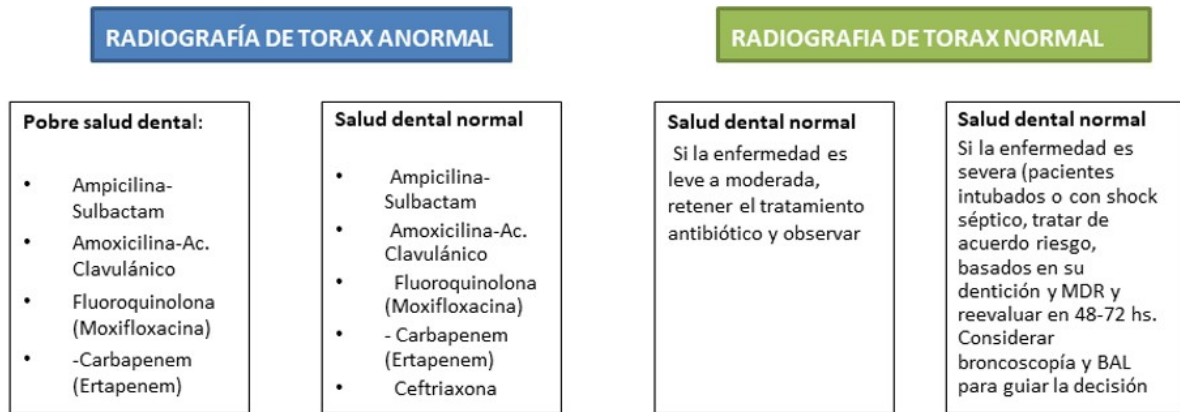 RADIOGRAFÍA DE TORAX ANORMAL
RADIOGRAFIA DE TORAX NORMAL
Pobre salud dental:
• Ampicilina-
Sulbactam
• Amoxicilina-Ac.
Clavulánico
• Fluoroquinolona
(Moxifloxacina)
• -Carbapenem
(Ertapenem)
Salud dental normal
• Ampicilina-
Sulbactam
• Amoxicilina-Ac.
Clavulánico
• Fluoroquinolona
(Moxifloxacina)
• - Carbapenem
(Ertapenem)
• Ceftriaxona
Salud dental normal
Si la enfermedad es
leve a moderada,
retener el tratamiento
antibiótico y observar
Salud dental normal
Si la enfermedad es
severa (pacientes
intubados o con shock
séptico, tratar de
acuerdo riesgo,
basados en su
dentición y MDR y
reevaluar en 48-72 hs.
Considerar
broncoscopía y BAL
para guiar la decisión